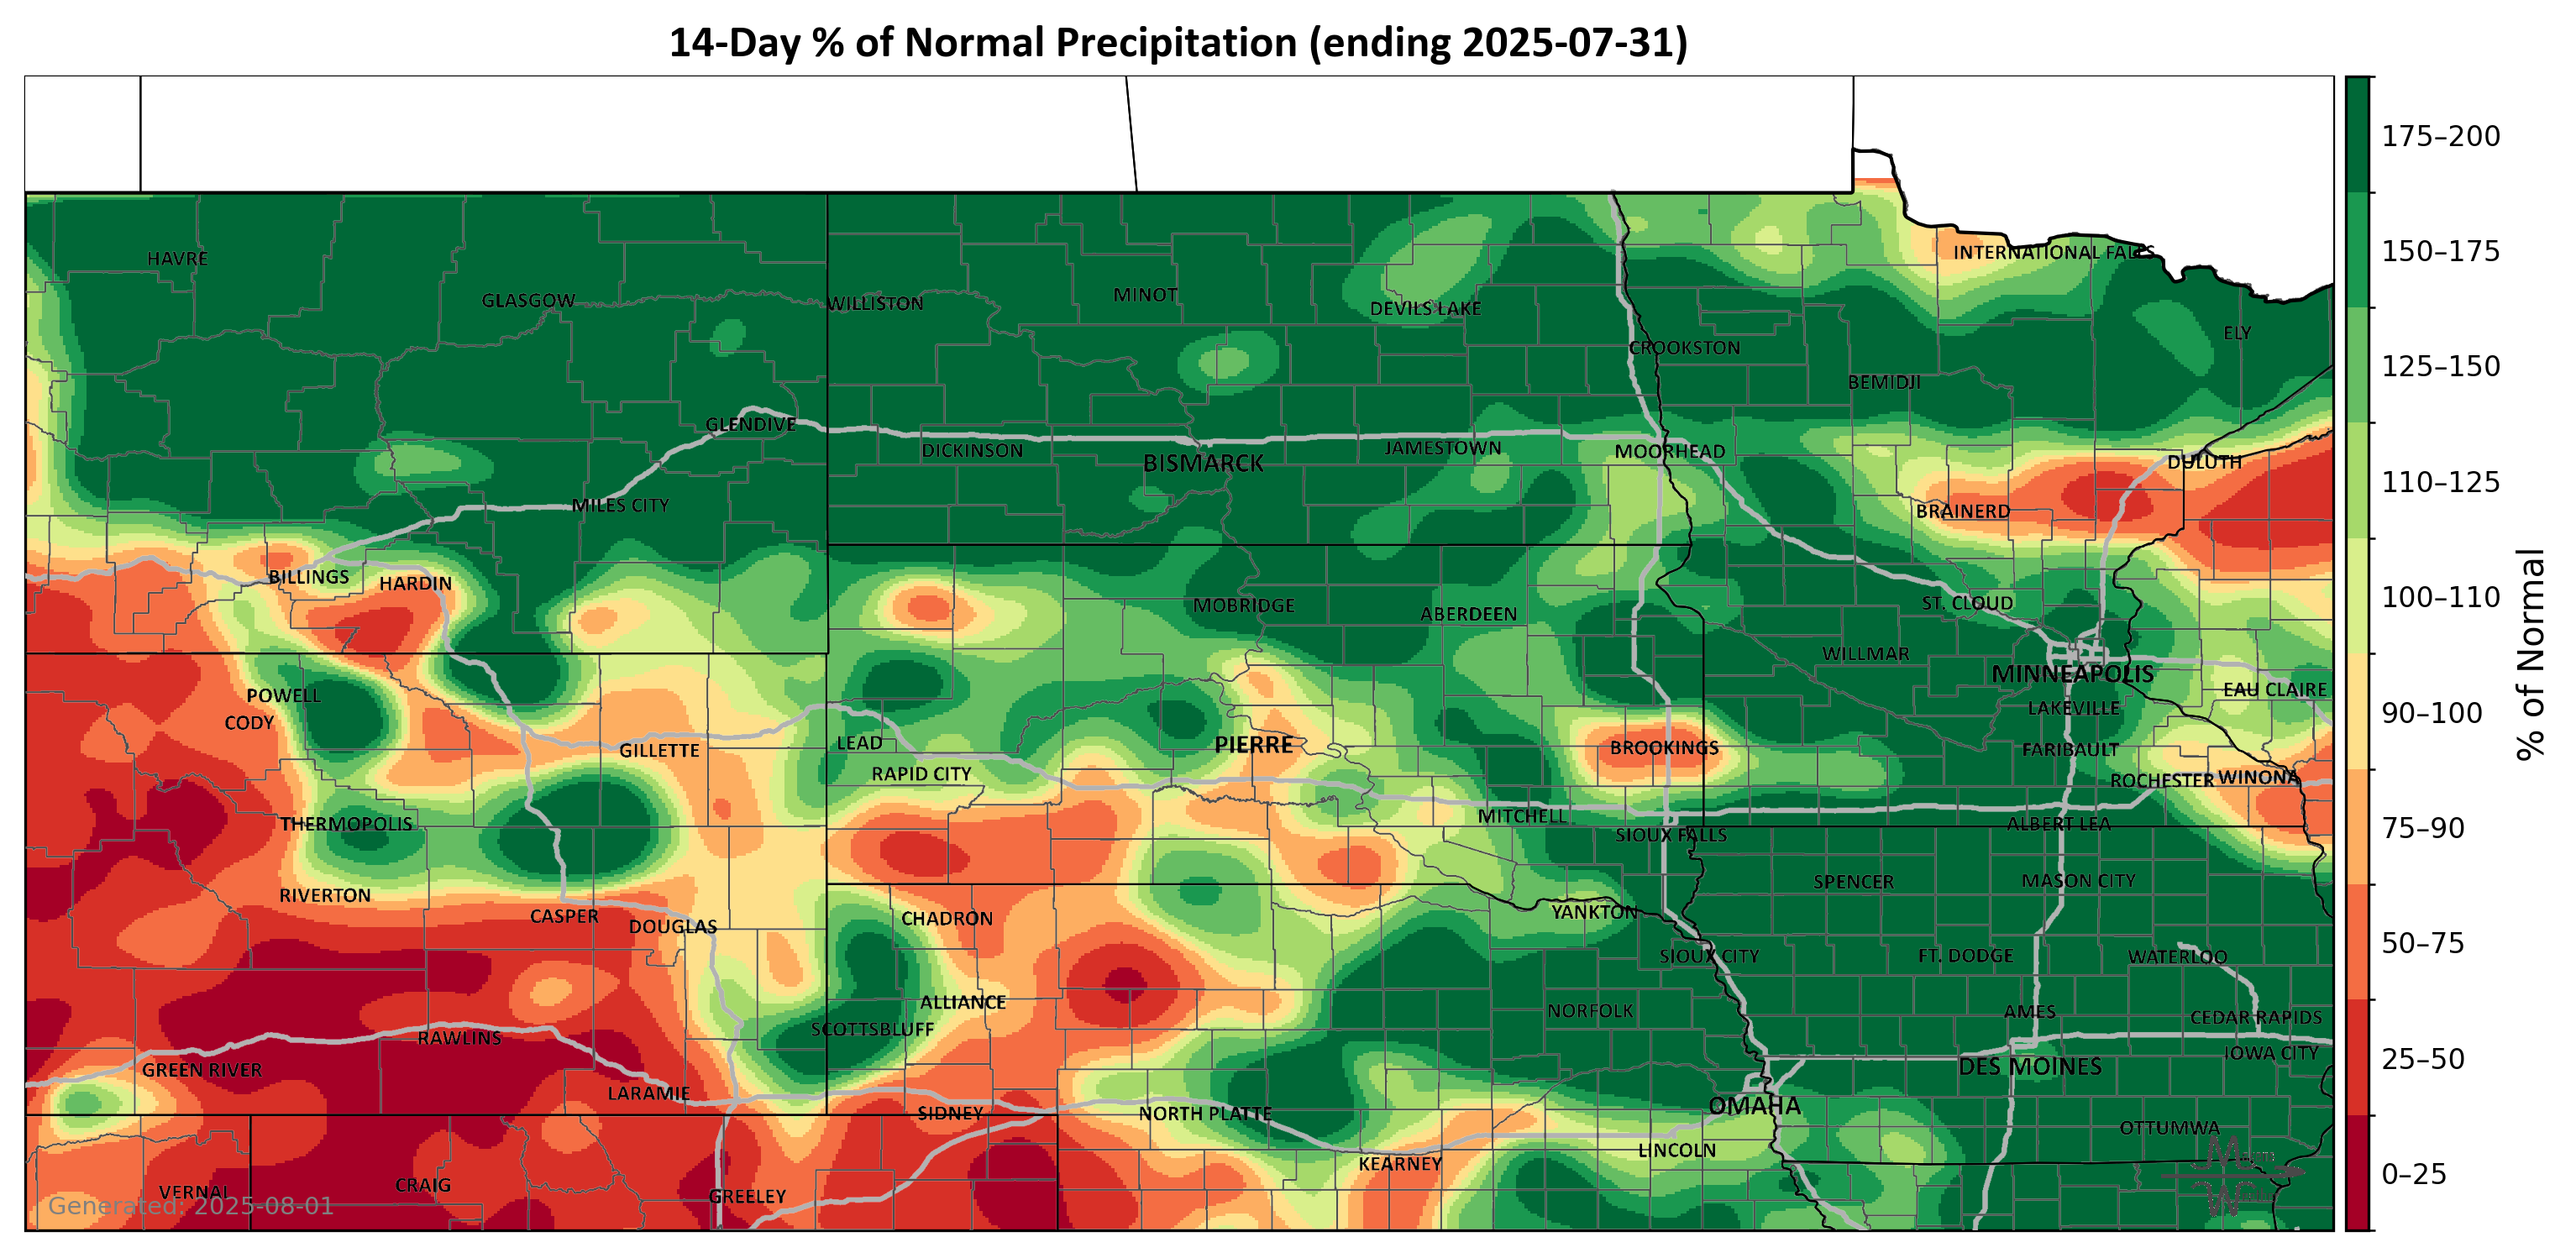 14-Day % of Normal Precipitation (ending 2025-07-31)
HAVRE
GLASGOW
WILLISTON
MINOT
DEVILS LAKE
INTERNATIONAL FALLS
ELY
CROOKSTON
BEMIDJI
GLENDIVE
DICKINSON
BISMARCK
JAMESTOWN
MOORHEAD
DULUTH
MILES CITY
BRAINERD
BILLINGS
HARDIN
MOBRIDGE
ABERDEEN
ST. CLOUD
WILLMAR
MINNEAPOLIS
EAU CLAIRE
POWELL
CODY
LAKEVILLE
GILLETTE
LEAD
PIERRE
BROOKINGS
FARIBAULT
RAPID CITY
ROCHESTER
WINONA
THERMOPOLIS
MITCHELL
SIOUX FALLS
ALBERT LEA
RIVERTON
CASPER
DOUGLAS
CHADRON
YANKTON
SPENCER
MASON CITY
SIOUX CITY
FT. DODGE
WATERLOO
ALLIANCE
SCOTTSBLUFF
NORFOLK
AMES
CEDAR RAPIDS
RAWLINS
IOWA CITY
GREEN RIVER
DES MOINES
LARAMIE
SIDNEY
NORTH PLATTE
OMAHA
OTTUMWA
LINCOLN
KEARNEY
VERNAL
CRAIG
GREELEY
Generated: 2025-08-01
175–200
150–175
125–150
110–125
100–110
90–100
75–90
50–75
25–50
0–25
% of Normal